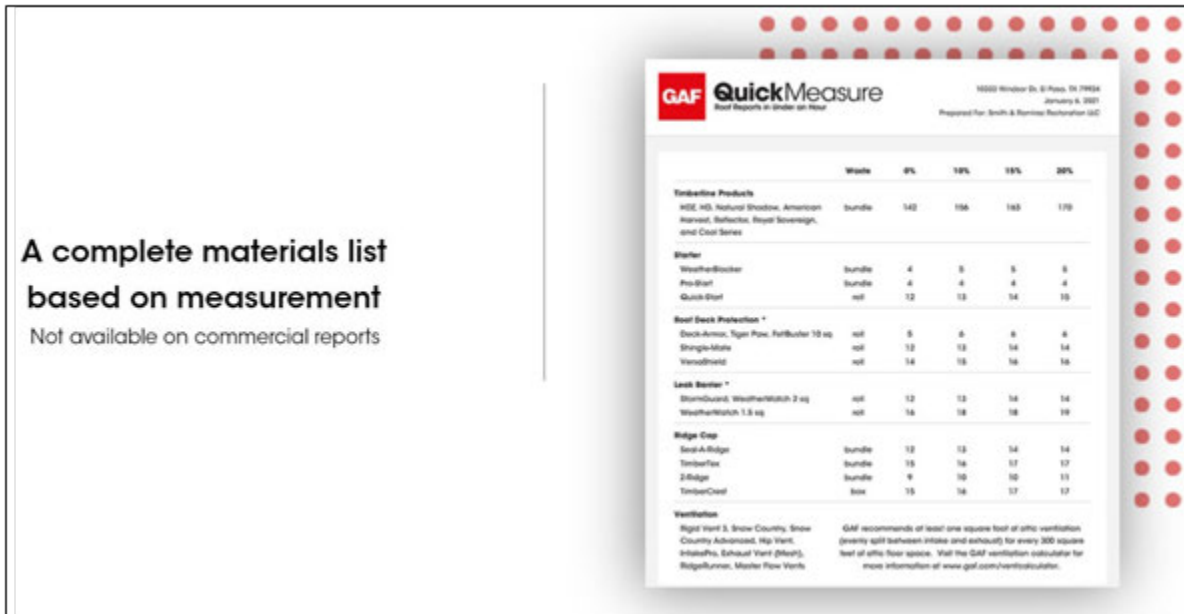 A complete materials list
based on measurement
Not available on commercial reports
GAF
QuickMeasure
Roof Reports in Under an Hour
Windsor Dr, El Paso, TX
January 6, 2021
Prepared For: Smith & Ramirez Restoration LLC
Waste 0% 10% 15% 20%
Timberline Products
HDZ, HD, Natural Shadow, American bundle 142 156 163 170
Harvest, Reflector, Royal Sovereign,
and Cool Series
Starter
WeatherBlocker bundle 4 5 5 5
Pro-Start bundle 4 4 4 4
Quick-Start roll 12 13 14 15
Roof Deck Protection *
Deck-Armor, Tiger Paw, FeltBuster 10 sq roll 5 6 6 6
Shingle-Mate roll 12 13 14 14
VersaShield roll 14 15 16 16
Leak Barrier *
StormGuard, WeatherWatch 2 sq roll 12 13 14 14
WeatherWatch 1.5 sq roll 16 18 18 19
Ridge Cap
Seal-A-Ridge bundle 12 13 14 14
TimberTex bundle 15 16 17 17
Z-Ridge bundle 9 10 10 11
TimberCrest box 15 16 17 17
Ventilation
Rigid Vent 3, Snow Country, Snow
Country Advanced, Hip Vent,
IntakePro, Exhaust Vent (Mesh),
RidgeRunner, Master Flow Vents
GAF recommends at least one square foot of attic ventilation
(evenly split between intake and exhaust) for every 300 square
feet of attic floor space. Visit the GAF ventilation calculator for
more information at www.gaf.com/ventcalculator.